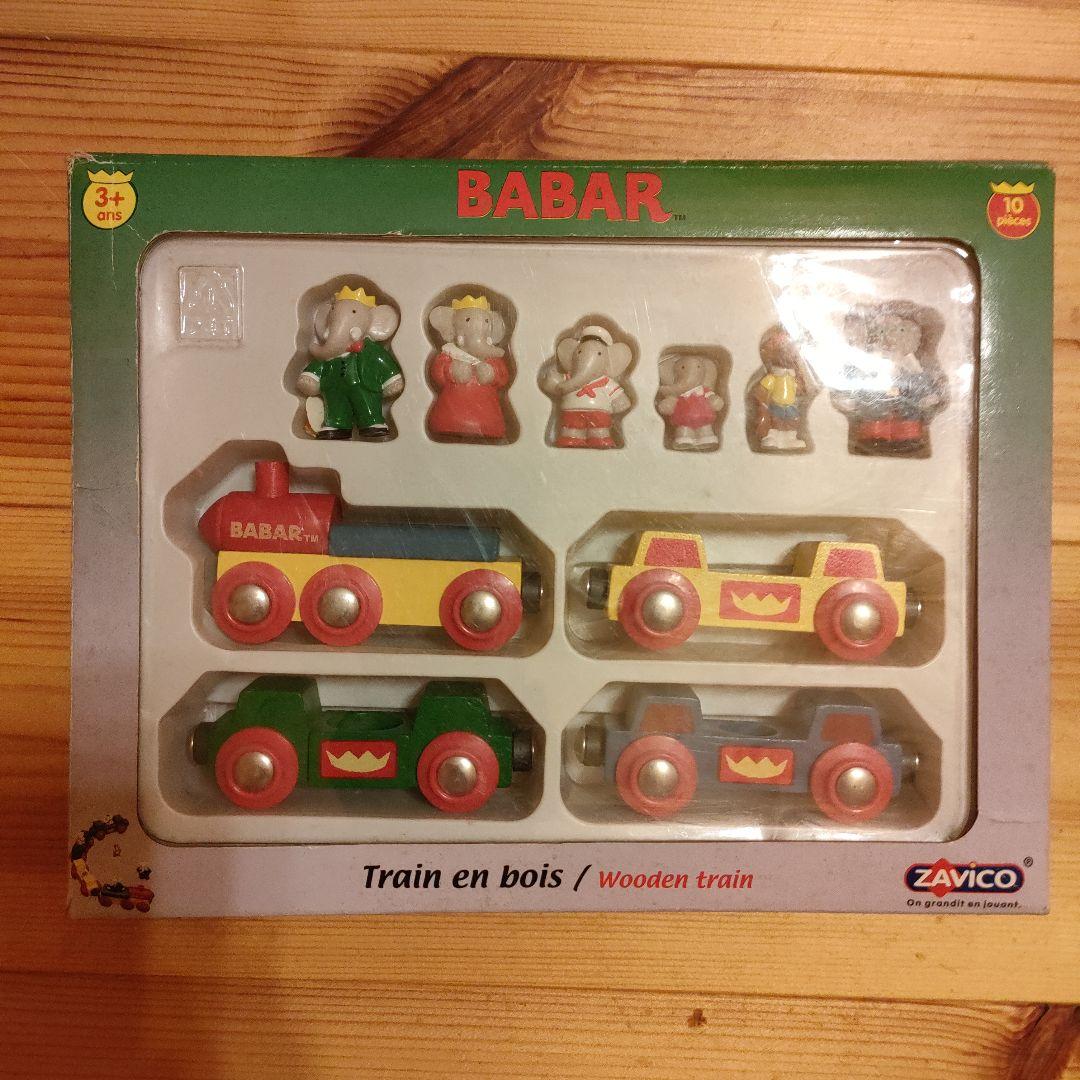 3+
ans
BABAR™
10
pièces
BABAR™
Train en bois / Wooden train
ZAVICO®
On grandit en jouant.